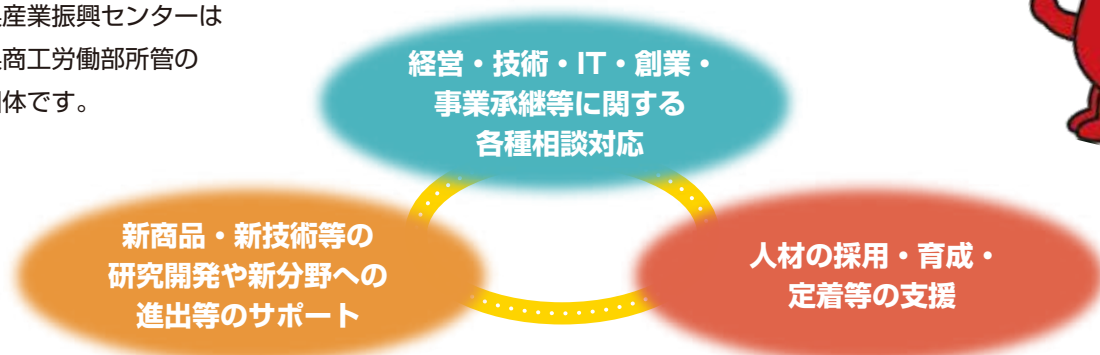 産業振興センターは
商工労働部所管の
団体です。
経営・技術・IT・創業・
事業承継等に関する
各種相談対応
新商品・新技術等の
研究開発や新分野への
進出等のサポート
人材の採用・育成・
定着等の支援